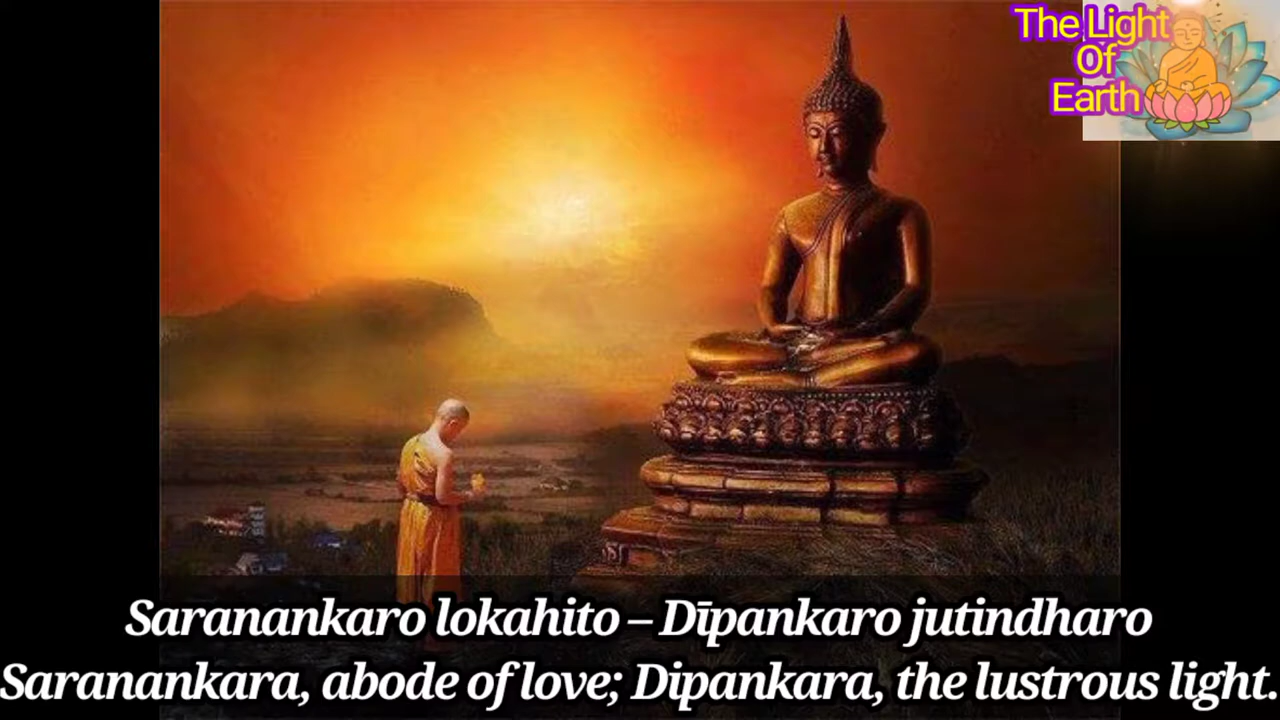 The Light
Of
Earth
Saranankaro lokahito – Dīpankaro jutindharo
Saranankara, abode of love; Dipankara, the lustrous light.